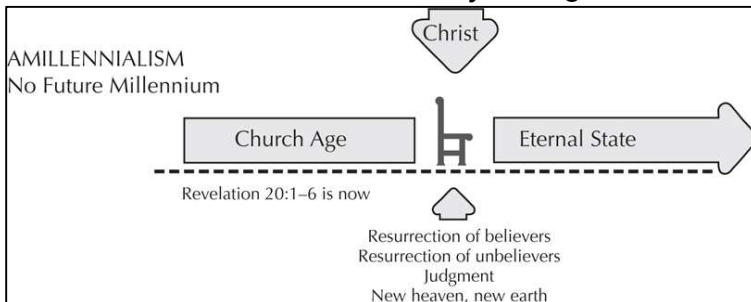 Christ
AMILLENNIALISM
No Future Millennium
Church Age
Eternal State
Revelation 20:1–6 is now
Resurrection of believers
Resurrection of unbelievers
Judgment
New heaven, new earth